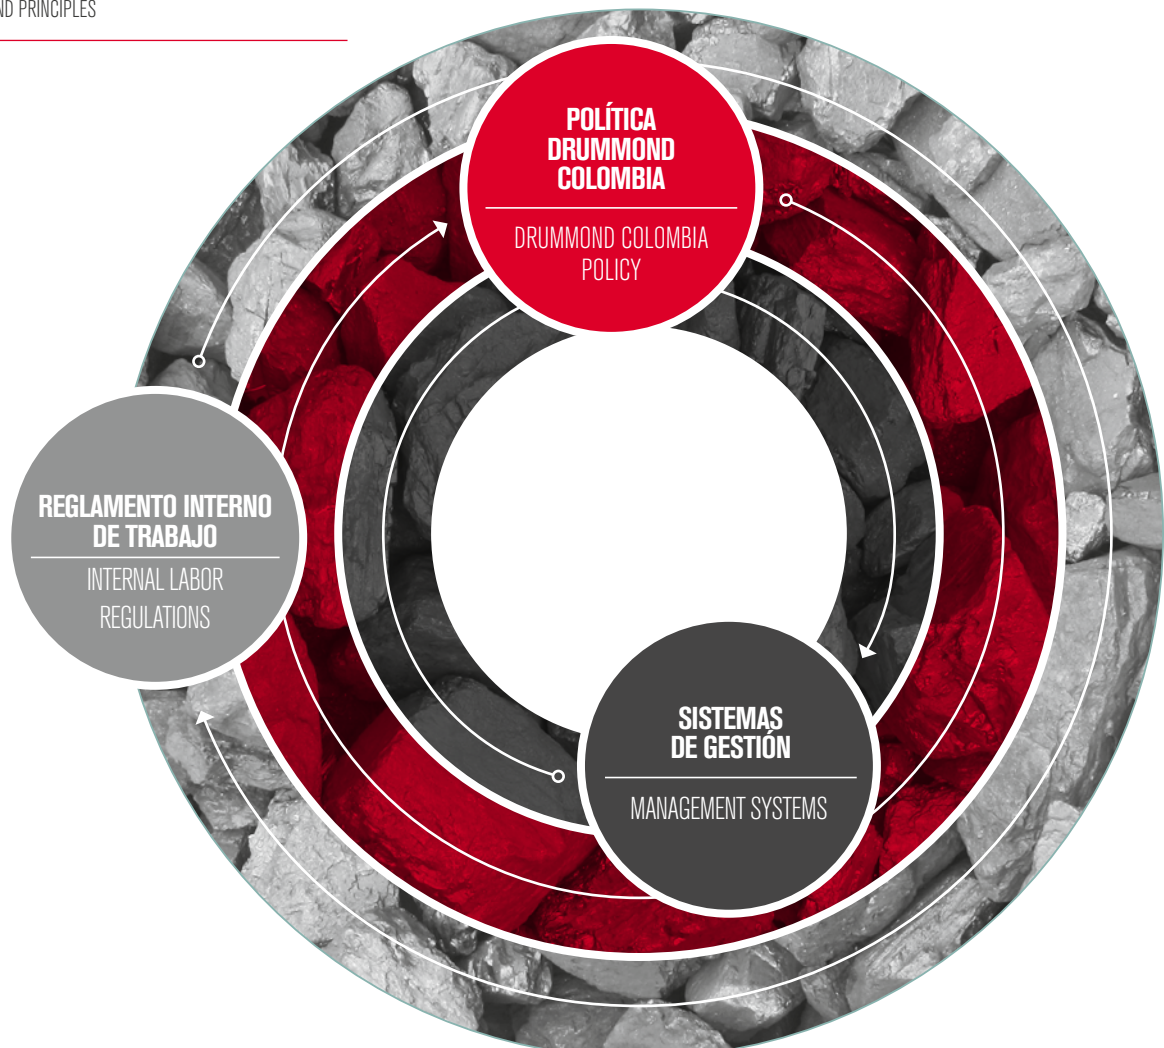 ND PRINCIPLES
POLÍTICA
DRUMMOND
COLOMBIA
DRUMMOND COLOMBIA
POLICY
REGLAMENTO INTERNO
DE TRABAJO
INTERNAL LABOR
REGULATIONS
SISTEMAS
DE GESTIÓN
MANAGEMENT SYSTEMS